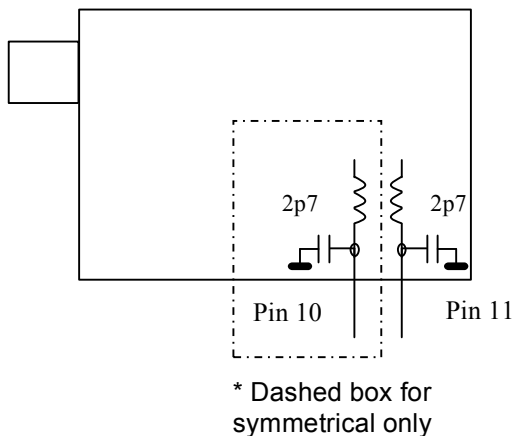 2p7
2p7
Pin 10
Pin 11
* Dashed box for
symmetrical only